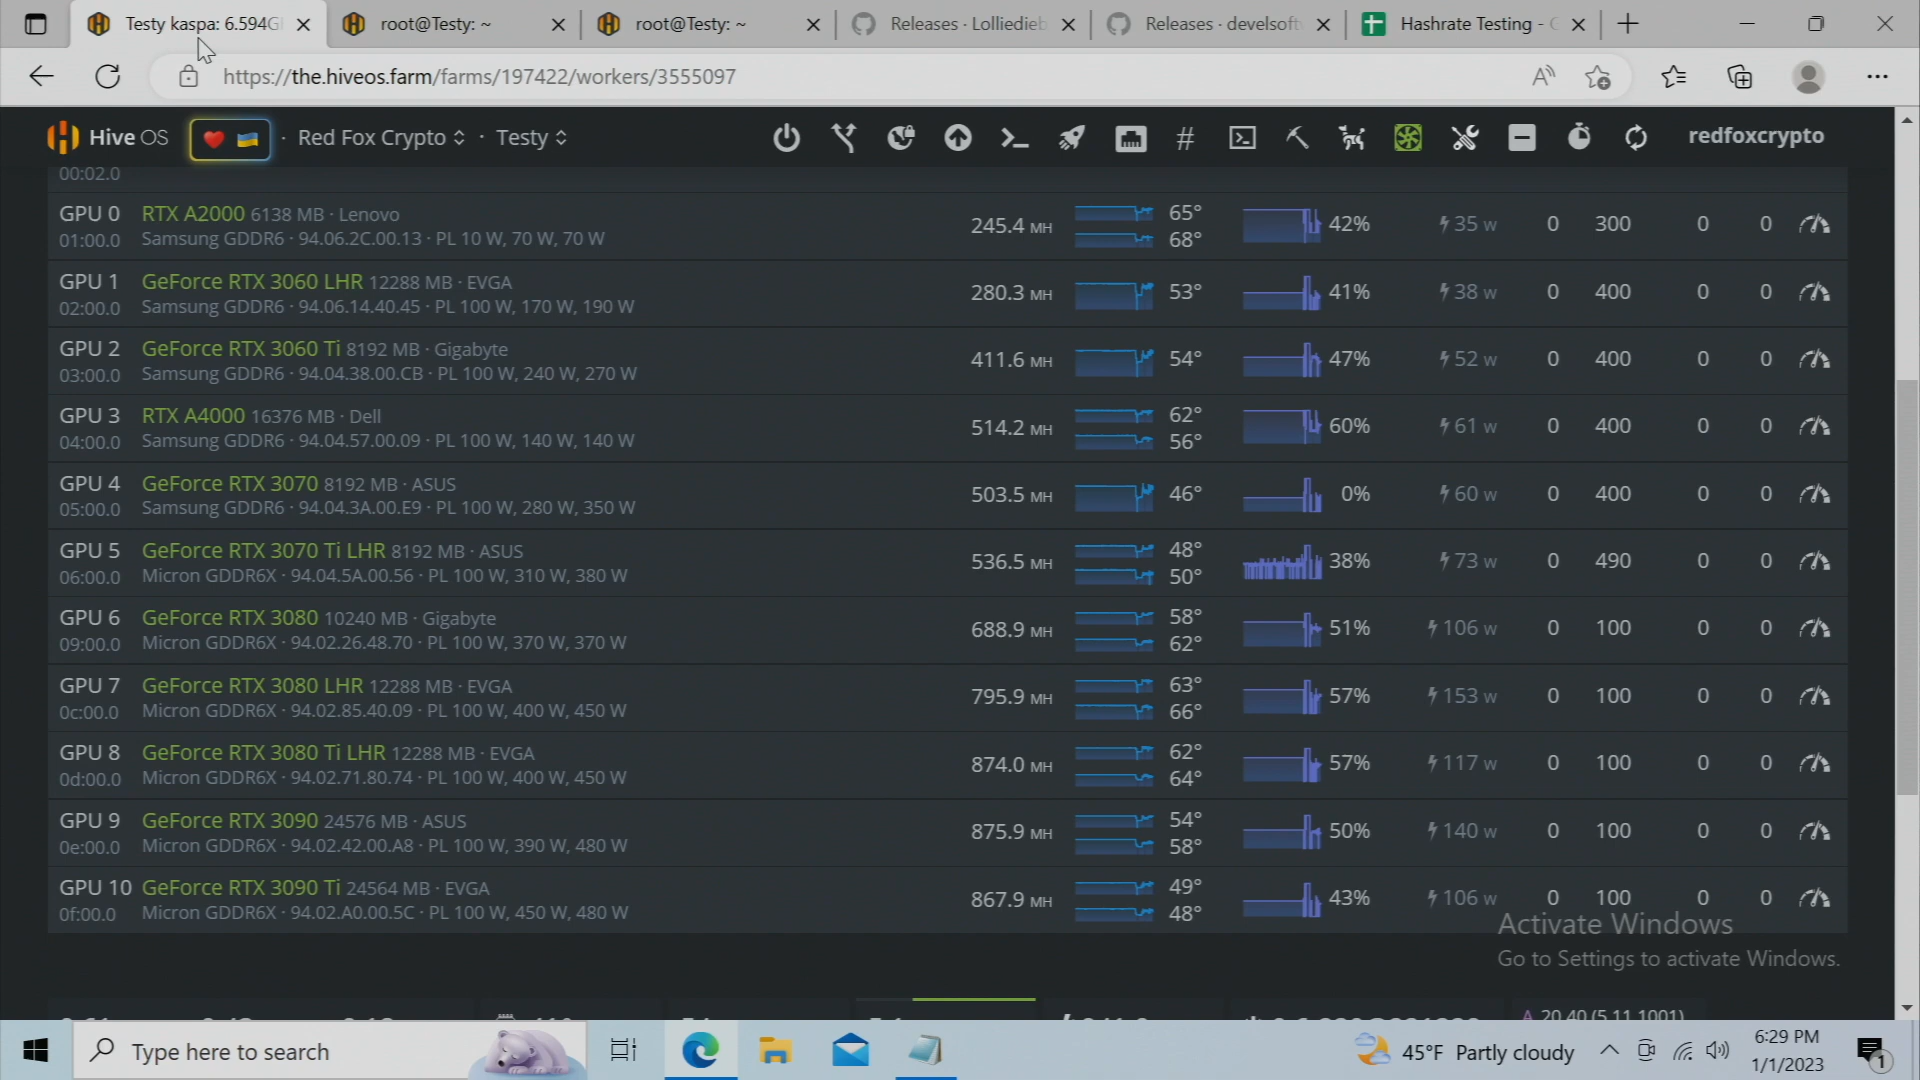 Testy kaspa: 6.594G
root@Testy: ~
root@Testy: ~
Releases · Lolliedieb
Releases · develsoftw
Hashrate Testing -
https://the.hiveos.farm/farms/197422/workers/3555097
Hive OS
· Red Fox Crypto · Testy
redfoxcrypto
00:02.0
GPU 0 RTX A2000 6138 MB · Lenovo 245.4 MH 65° 42% 35 w 0 300 0 0
01:00.0 Samsung GDDR6 · 94.06.2C.00.13 · PL 10 W, 70 W, 70 W 68°
GPU 1 GeForce RTX 3060 LHR 12288 MB · EVGA 280.3 MH 53° 41% 38 w 0 400 0 0
02:00.0 Samsung GDDR6 · 94.06.14.40.45 · PL 100 W, 170 W, 190 W
GPU 2 GeForce RTX 3060 Ti 8192 MB · Gigabyte 411.6 MH 54° 47% 52 w 0 400 0 0
03:00.0 Samsung GDDR6 · 94.04.38.00.CB · PL 100 W, 240 W, 270 W
GPU 3 RTX A4000 16376 MB · Dell 514.2 MH 62° 60% 61 w 0 400 0 0
04:00.0 Samsung GDDR6 · 94.04.57.00.09 · PL 100 W, 140 W, 140 W 56°
GPU 4 GeForce RTX 3070 8192 MB · ASUS 503.5 MH 46° 0% 60 w 0 400 0 0
05:00.0 Samsung GDDR6 · 94.04.3A.00.E9 · PL 100 W, 280 W, 350 W
GPU 5 GeForce RTX 3070 Ti LHR 8192 MB · ASUS 536.5 MH 48° 38% 73 w 0 490 0 0
06:00.0 Micron GDDR6X · 94.04.5A.00.56 · PL 100 W, 310 W, 380 W 50°
GPU 6 GeForce RTX 3080 10240 MB · Gigabyte 688.9 MH 58° 51% 106 w 0 100 0 0
09:00.0 Micron GDDR6X · 94.02.26.48.70 · PL 100 W, 370 W, 370 W 62°
GPU 7 GeForce RTX 3080 LHR 12288 MB · EVGA 795.9 MH 63° 57% 153 w 0 100 0 0
0c:00.0 Micron GDDR6X · 94.02.85.40.09 · PL 100 W, 400 W, 450 W 66°
GPU 8 GeForce RTX 3080 Ti LHR 12288 MB · EVGA 874.0 MH 62° 57% 117 w 0 100 0 0
0d:00.0 Micron GDDR6X · 94.02.71.80.74 · PL 100 W, 400 W, 450 W 64°
GPU 9 GeForce RTX 3090 24576 MB · ASUS 875.9 MH 54° 50% 140 w 0 100 0 0
0e:00.0 Micron GDDR6X · 94.02.42.00.A8 · PL 100 W, 390 W, 480 W 58°
GPU 10 GeForce RTX 3090 Ti 24564 MB · EVGA 867.9 MH 49° 43% 106 w 0 100 0 0
0f:00.0 Micron GDDR6X · 94.02.A0.00.5C · PL 100 W, 450 W, 480 W 48°
Activate Windows
Go to Settings to activate Windows.
A 20.40 (5.11.1001)
Type here to search
45°F Partly cloudy
6:29 PM
1/1/2023
1